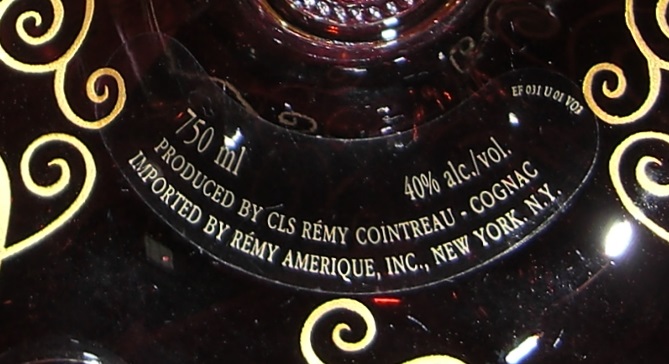 EF 031 U 01 V02
750 ml
40% alc./vol.
PRODUCED BY CLS RÉMY COINTREAU - COGNAC
IMPORTED BY RÉMY AMERIQUE, INC., NEW YORK, N.Y.